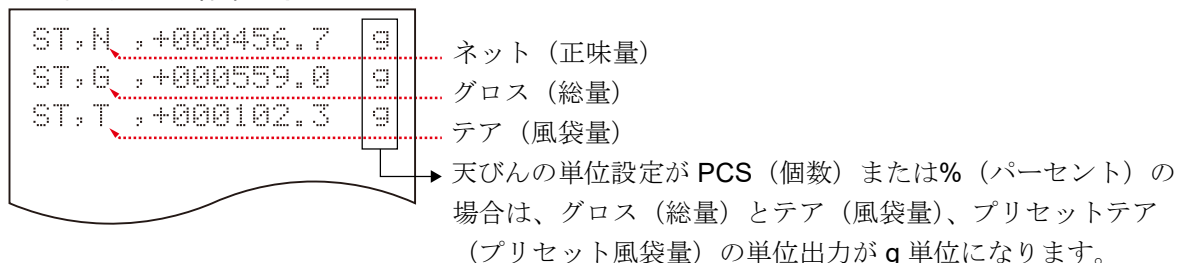 ST,N ,+000456.7 g
ST,G ,+000559.0 g
ST,T ,+000102.3 g
ネット（正味量）
グロス（総量）
テア（風袋量）
天びんの単位設定が PCS（個数）または%（パーセント）の
場合は、グロス（総量）とテア（風袋量）、プリセットテア
（プリセット風袋量）の単位出力が g 単位になります。